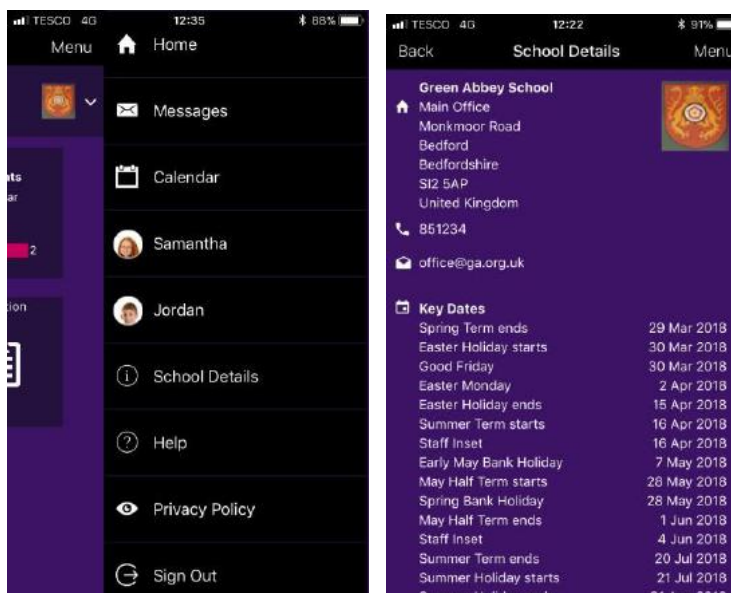 TESCO 4G 12:35 88%
Menu
Home
Messages
Calendar
Samantha
Jordan
School Details
Help
Privacy Policy
Sign Out
nts
ar
2
tion
TESCO 4G 12:22 91%
Back School Details Menu
Green Abbey School
Main Office
Monkmoor Road
Bedford
Bedfordshire
SI2 5AP
United Kingdom
851234
office@ga.org.uk
Key Dates
Spring Term ends 29 Mar 2018
Easter Holiday starts 30 Mar 2018
Good Friday 30 Mar 2018
Easter Monday 2 Apr 2018
Easter Holiday ends 15 Apr 2018
Summer Term starts 16 Apr 2018
Staff Inset 16 Apr 2018
Early May Bank Holiday 7 May 2018
May Half Term starts 28 May 2018
Spring Bank Holiday 28 May 2018
May Half Term ends 1 Jun 2018
Staff Inset 4 Jun 2018
Summer Term ends 20 Jul 2018
Summer Holiday starts 21 Jul 2018